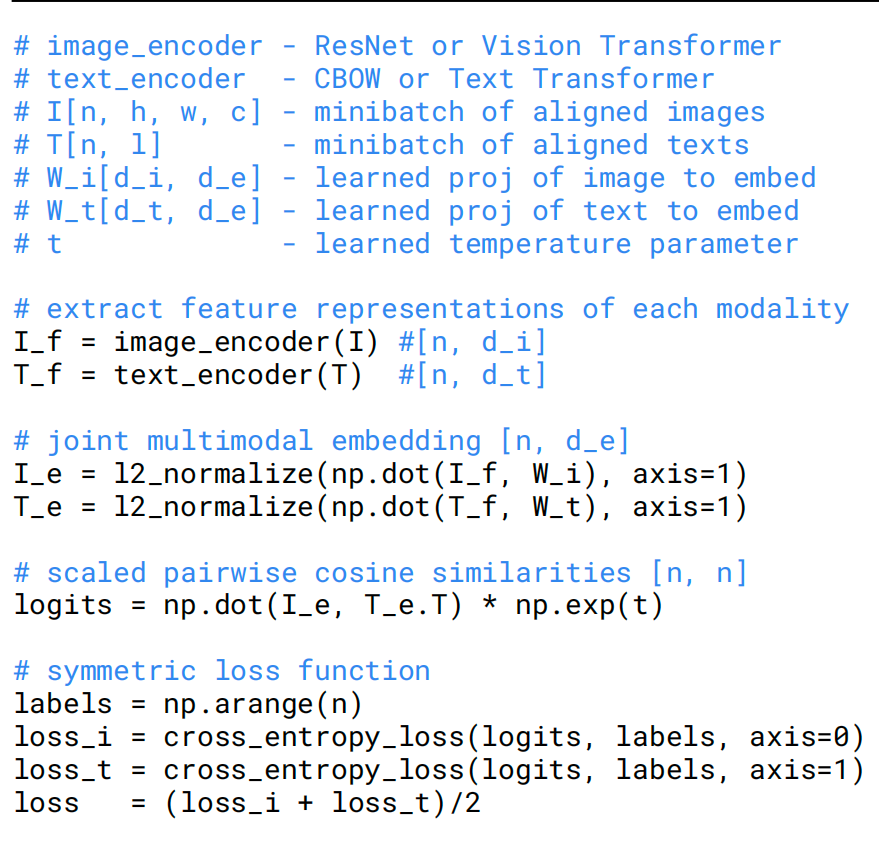 # image_encoder - ResNet or Vision Transformer
# text_encoder  - CBOW or Text Transformer
# I[n, h, w, c] - minibatch of aligned images
# T[n, l]       - minibatch of aligned texts
# W_i[d_i, d_e] - learned proj of image to embed
# W_t[d_t, d_e] - learned proj of text to embed
# t             - learned temperature parameter
# extract feature representations of each modality
I_f = image_encoder(I) #[n, d_i]
T_f = text_encoder(T)  #[n, d_t]
# joint multimodal embedding [n, d_e]
I_e = l2_normalize(np.dot(I_f, W_i), axis=1)
T_e = l2_normalize(np.dot(T_f, W_t), axis=1)
# scaled pairwise cosine similarities [n, n]
logits = np.dot(I_e, T_e.T) * np.exp(t)
# symmetric loss function
labels = np.arange(n)
loss_i = cross_entropy_loss(logits, labels, axis=0)
loss_t = cross_entropy_loss(logits, labels, axis=1)
loss   = (loss_i + loss_t)/2